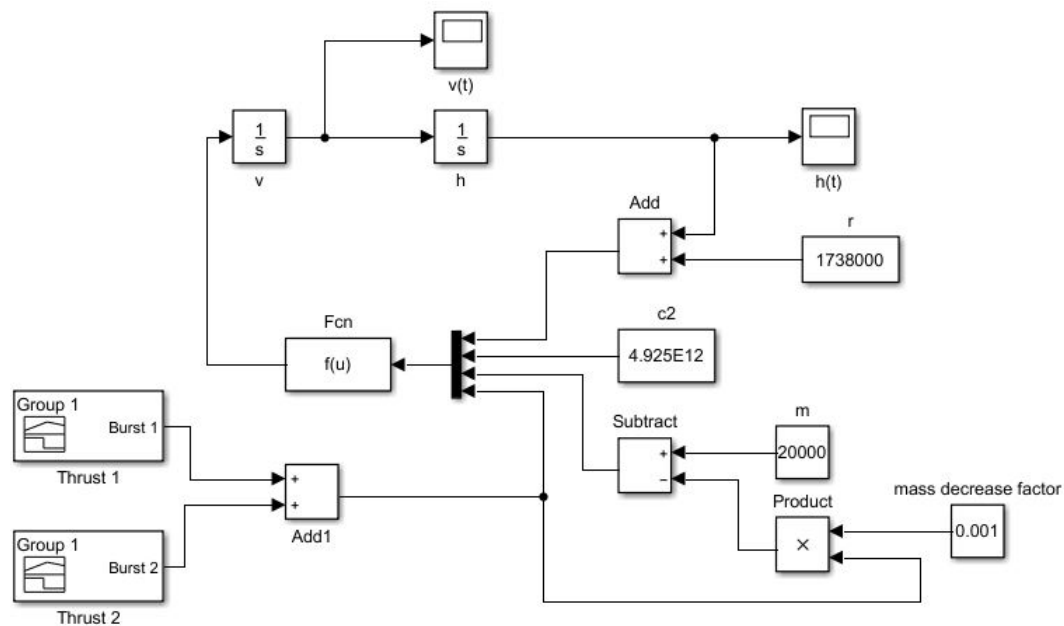 v(t)
1
s
v
1
s
h
h(t)
Add
+
+
r
1738000
c2
4.925E12
Fcn
f(u)
Group 1
Burst 1
Thrust 1
Subtract
+
−
m
20000
mass decrease factor
0.001
Product
×
+
+
Add1
Group 1
Burst 2
Thrust 2